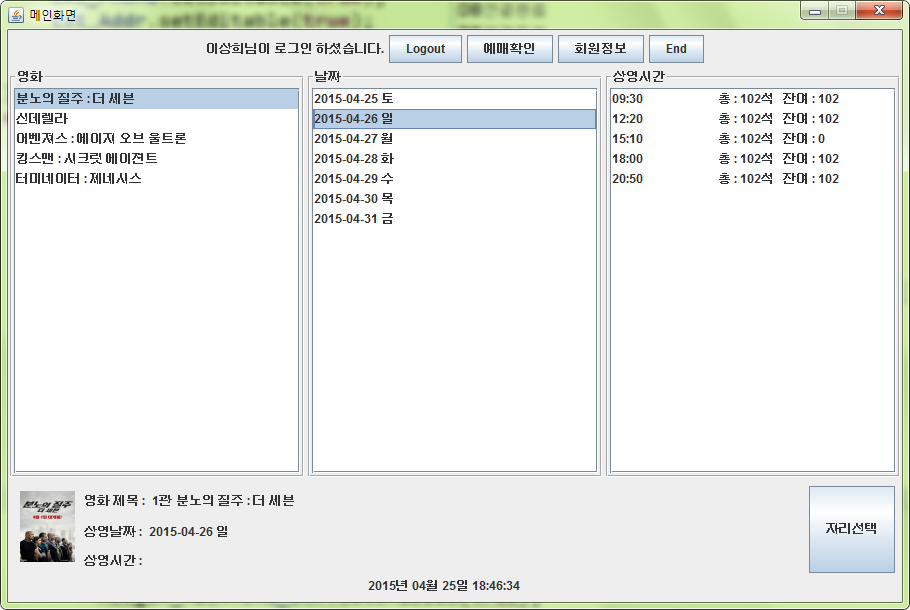 _Addr.setEditable(true);
메인화면
이상희님이 로그인 하셨습니다. Logout 예매확인 회원정보 End
영화 날짜 상영시간
분노의 질주 : 더 세븐
신데렐라
어벤져스 : 에이지 오브 울트론
킹스맨 : 시크릿 에이전트
터미네이터 : 제네시스
2015-04-25 토
2015-04-26 일
2015-04-27 월
2015-04-28 화
2015-04-29 수
2015-04-30 목
2015-04-31 금
09:30 총 : 102석 잔여 : 102
12:20 총 : 102석 잔여 : 102
15:10 총 : 102석 잔여 : 0
18:00 총 : 102석 잔여 : 102
20:50 총 : 102석 잔여 : 102
분노의 질주
더 세븐
영화 제목 : 1관 분노의 질주 : 더 세븐
상영날짜 : 2015-04-26 일
상영시간 :
자리선택
2015년 04월 25일 18:46:34